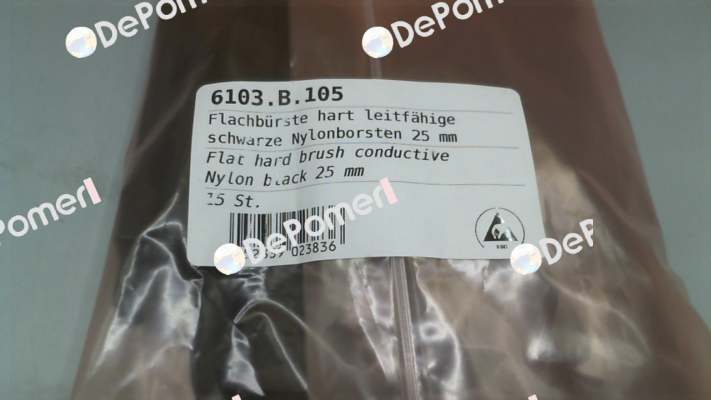 DePomerl
DePomerl
6103.B.105
Flachbürste hart leitfähige
schwarze Nylonborsten 25 mm
Flat hard brush conductive
Nylon black 25 mm
15 St.
DePomerl
DePomerl
023836
DePo